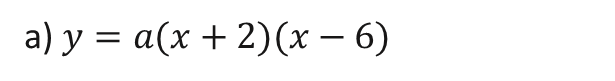 a) y = a(x + 2)(x − 6)